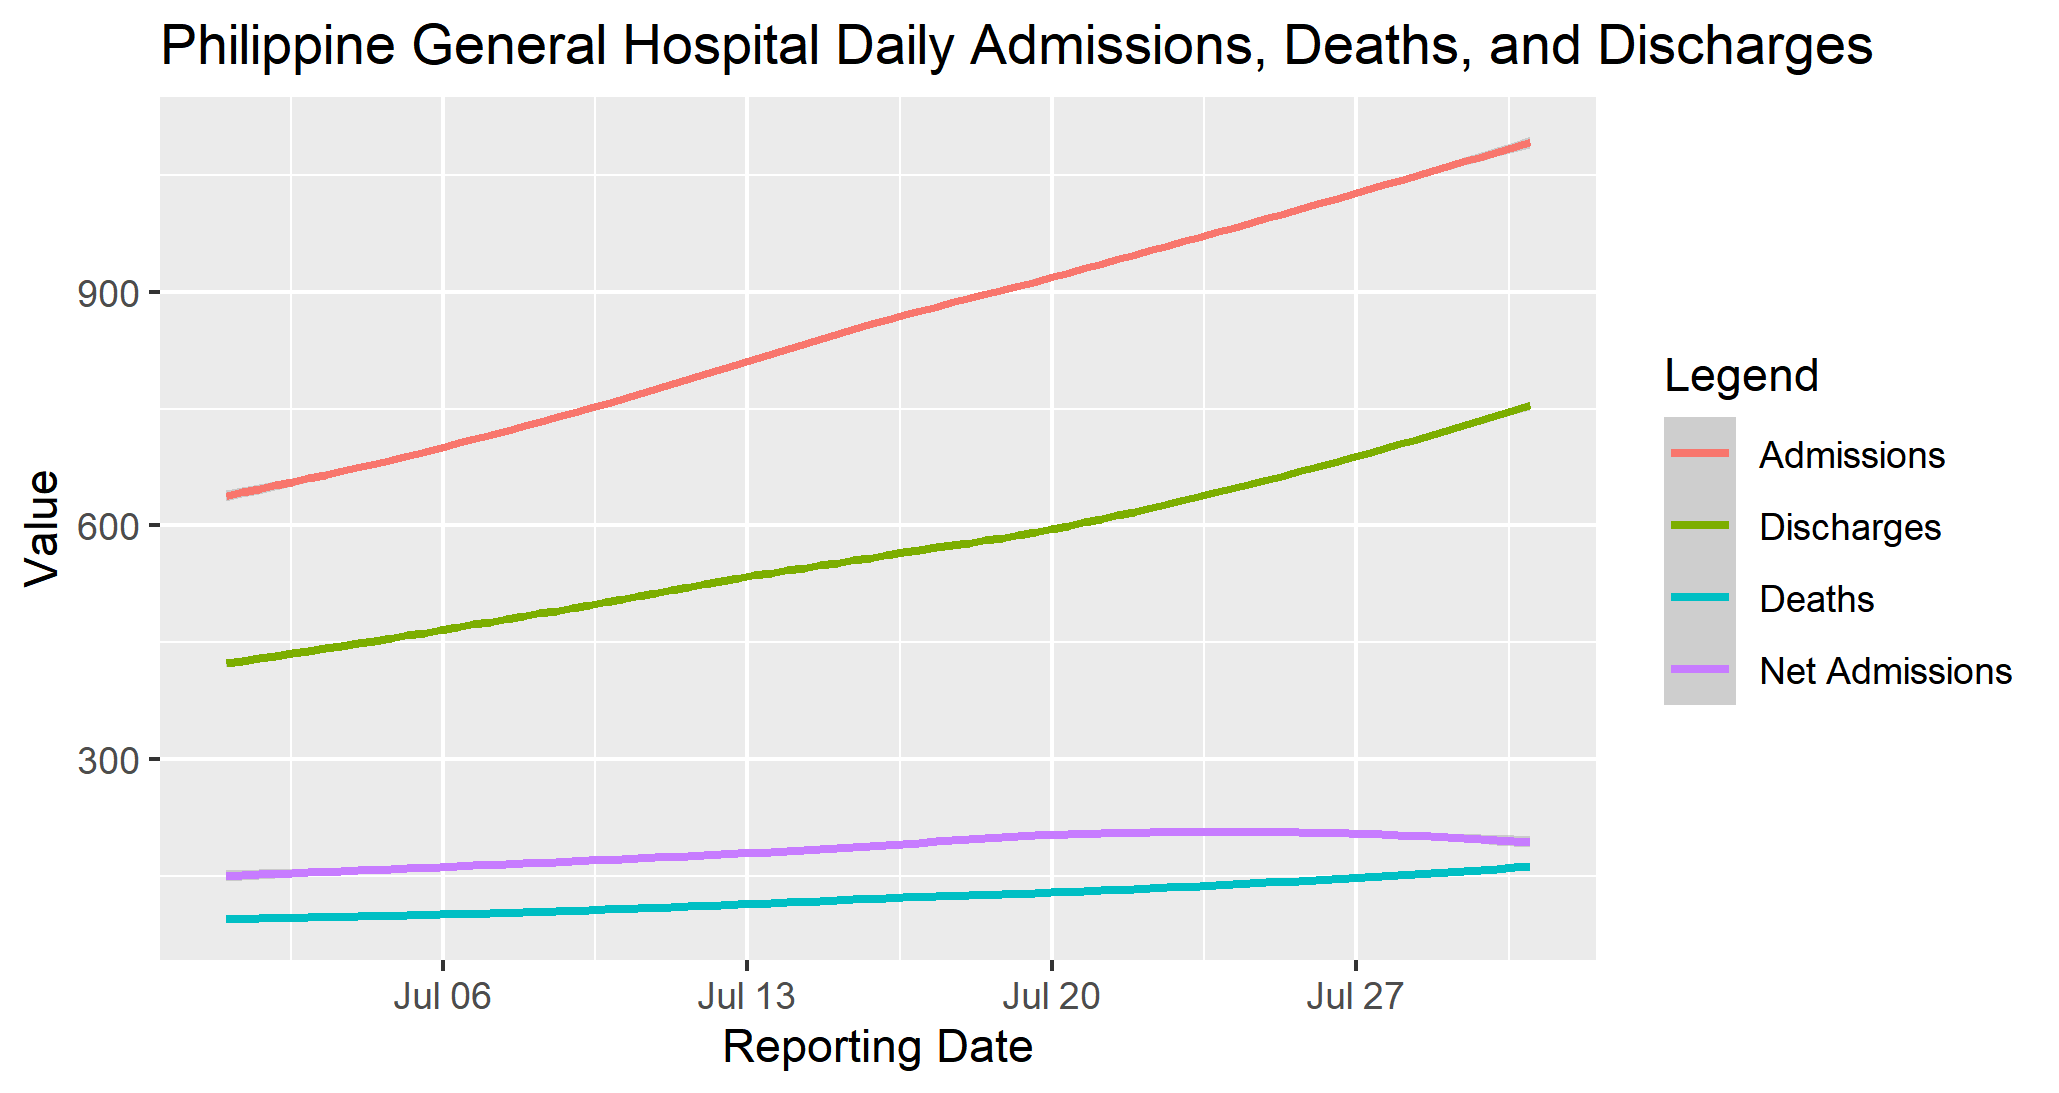 Philippine General Hospital Daily Admissions, Deaths, and Discharges
Value
900
600
300
Jul 06
Jul 13
Jul 20
Jul 27
Reporting Date
Legend
Admissions
Discharges
Deaths
Net Admissions